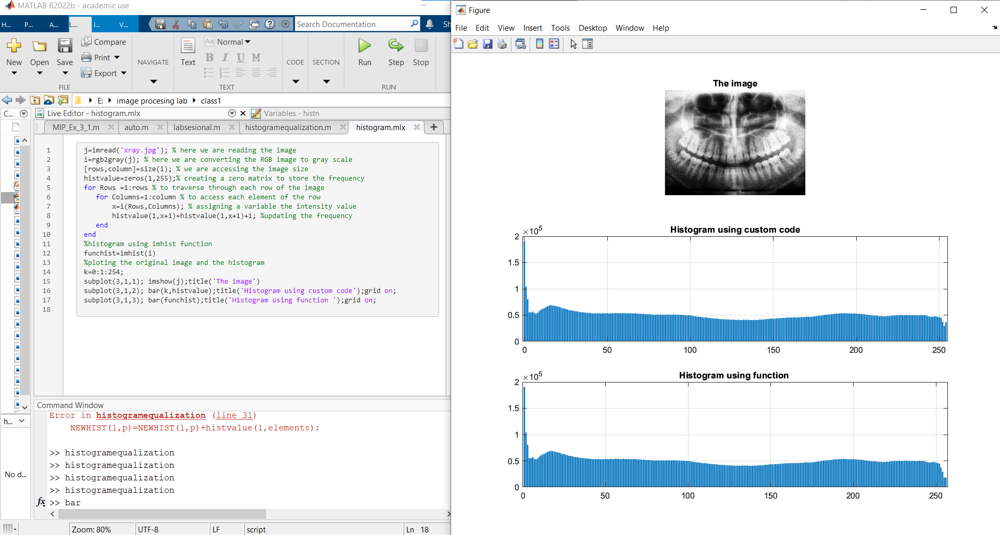 MATLAB R2022b - academic use
H... P... A... L... I... V...
Search Documentation
Sh
New Open Save
Compare
Print
Export
FILE
NAVIGATE
Text
Aa Normal
B I U M
TEXT
CODE
SECTION
Run Step Stop
RUN
E: image procesing lab class1
C...
Live Editor - histogram.mlx
Variables - histn
MIP_Ex_3_1.m auto.m labsesional.m histogramequalization.m histogram.mlx
1 j=imread('xray.jpg'); % here we are reading the image
2 i=rgb2gray(j); % here we are converting the RGB image to gray scale
3 [rows,column]=size(i); % we are accessing the image size
4 histvalue=zeros(1,255);% creating a zero matrix to store the frequency
5 for Rows =1:rows % to traverse through each row of the image
6 for Columns=1:column % to access each element of the row
7 x=i(Rows,Columns); % assigning a variable the intensity value
8 histvalue(1,x+1)=histvalue(1,x+1)+1; %updating the frequency
9 end
10 end
11 %histogram using imhist function
12 funchist=imhist(i)
13 %ploting the original image and the histogram
14 k=0:1:254;
15 subplot(3,1,1); imshow(j);title('The image')
16 subplot(3,1,2); bar(k,histvalue);title('Histogram using custom code');grid on;
17 subplot(3,1,3); bar(funchist);title('Histogram using function ');grid on;
18
h...
No d...
Command Window
Error in histogramequalization (line 31)
NEWHIST(1,p)=NEWHIST(1,p)+histvalue(1,elements);
>> histogramequalization
>> histogramequalization
>> histogramequalization
>> histogramequalization
fx >> bar
Zoom: 80% UTF-8 LF script Ln 18
Figure
File Edit View Insert Tools Desktop Window Help
The image
Histogram using custom code
×10^5
2
1.5
1
0.5
0
0 50 100 150 200 250
Histogram using function
×10^5
2
1.5
1
0.5
0
0 50 100 150 200 250